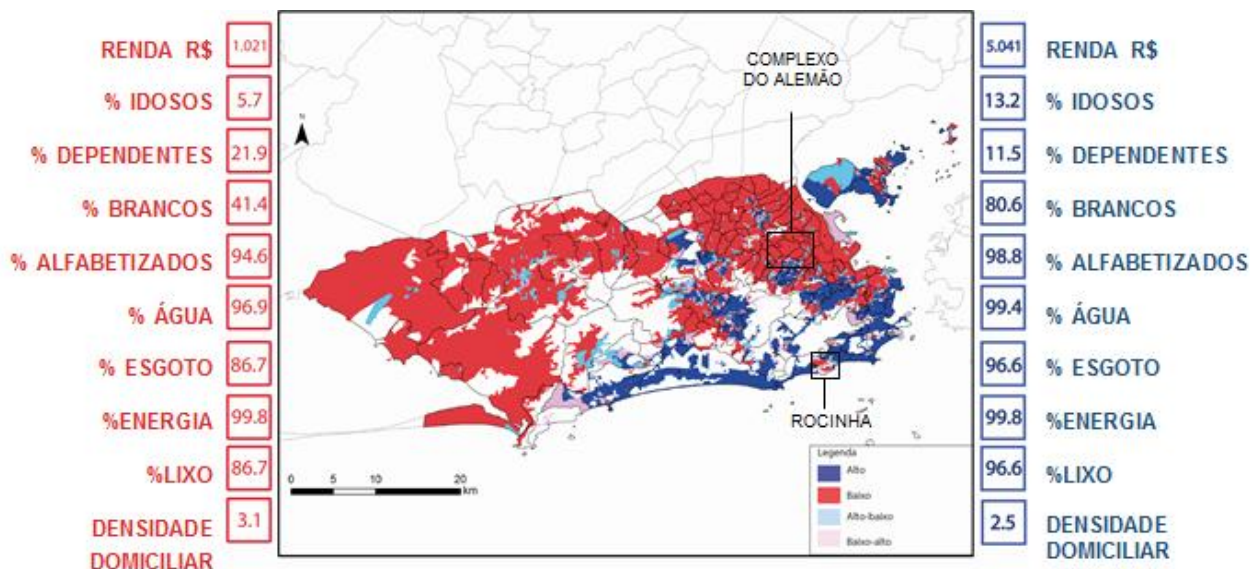 RENDA R$ 1.021
% IDOSOS 5.7
% DEPENDENTES 21.9
% BRANCOS 41.4
% ALFABETIZADOS 94.6
% ÁGUA 96.9
% ESGOTO 86.7
%ENERGIA 99.8
%LIXO 86.7
DENSIDADE 3.1
DOMICILIAR
COMPLEXO
DO ALEMÃO
N
ROCINHA
0 5 10 20
km
Legenda
Alto
Baixo
Alto-baixo
Baixo-alto
5.041 RENDA R$
13.2 % IDOSOS
11.5 % DEPENDENTES
80.6 % BRANCOS
98.8 % ALFABETIZADOS
99.4 % ÁGUA
96.6 % ESGOTO
99.8 %ENERGIA
96.6 %LIXO
2.5 DENSIDADE
DOMICILIAR